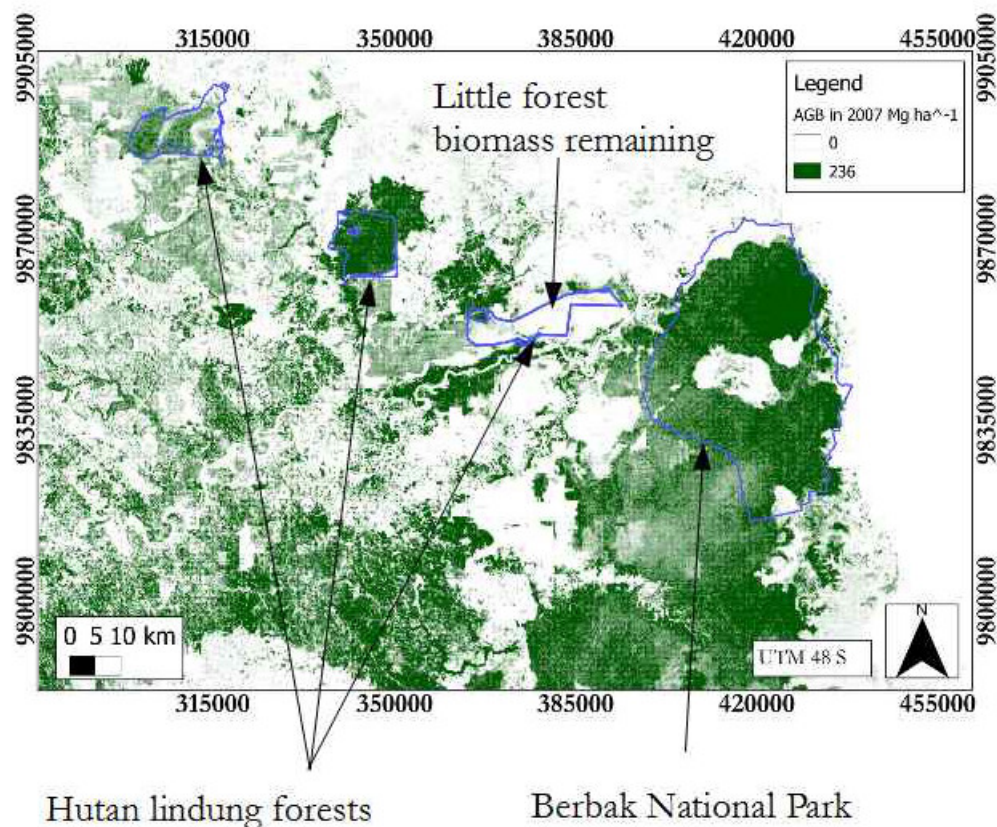 315000 350000 385000 420000 455000
9905000
9870000
9835000
9800000
Little forest
biomass remaining
Legend
AGB in 2007 Mg ha^-1
0
236
9905000
9870000
9835000
9800000
0 5 10 km
UTM 48 S
N
315000 350000 385000 420000 455000
Hutan lindung forests
Berbak National Park